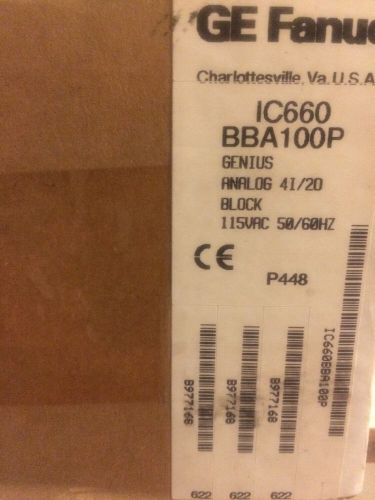 GE Fanuc
Charlottesville, Va. U.S.A
IC660
BBA100P
GENIUS
ANALOG 4I/2O
BLOCK
115VAC 50/60HZ
CE
P448
B977168
B977168
B977168
IC660BBA100P
622
622
622